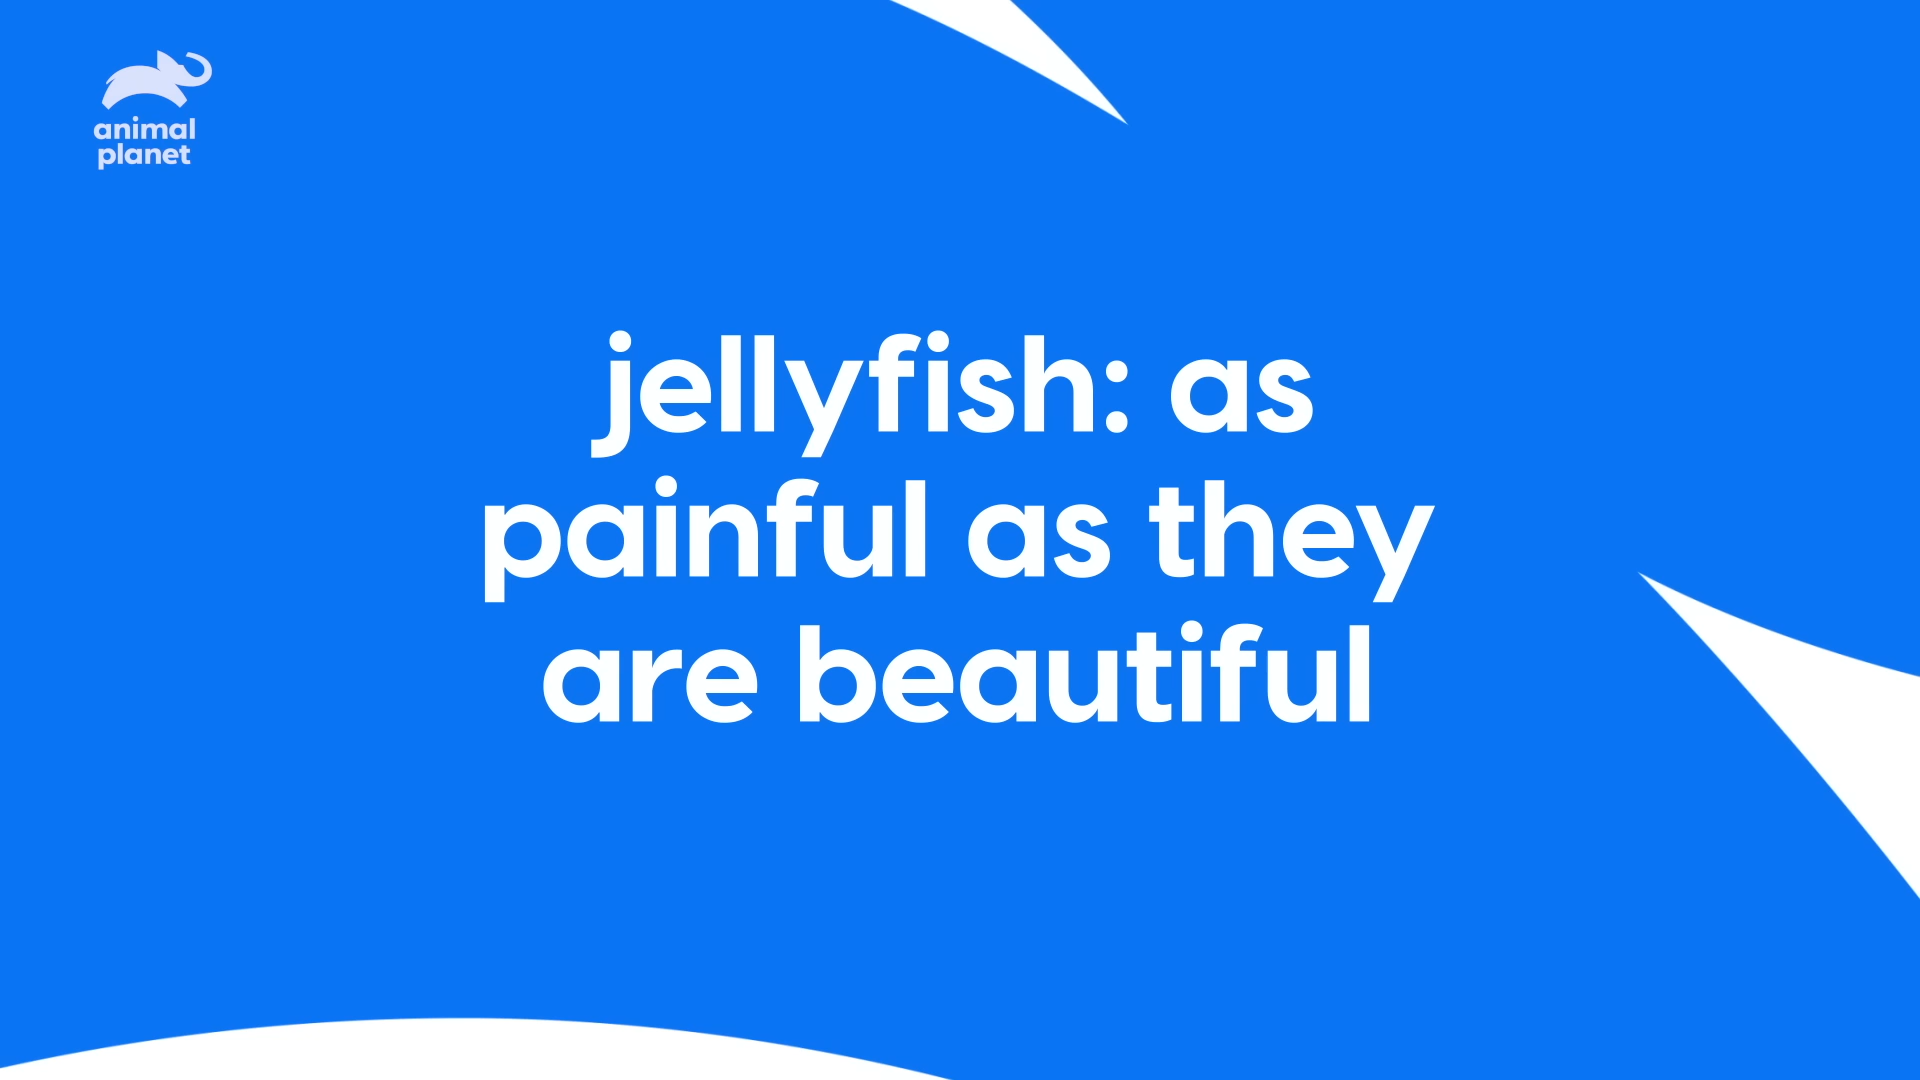 animal
planet
jellyfish: as
painful as they
are beautiful